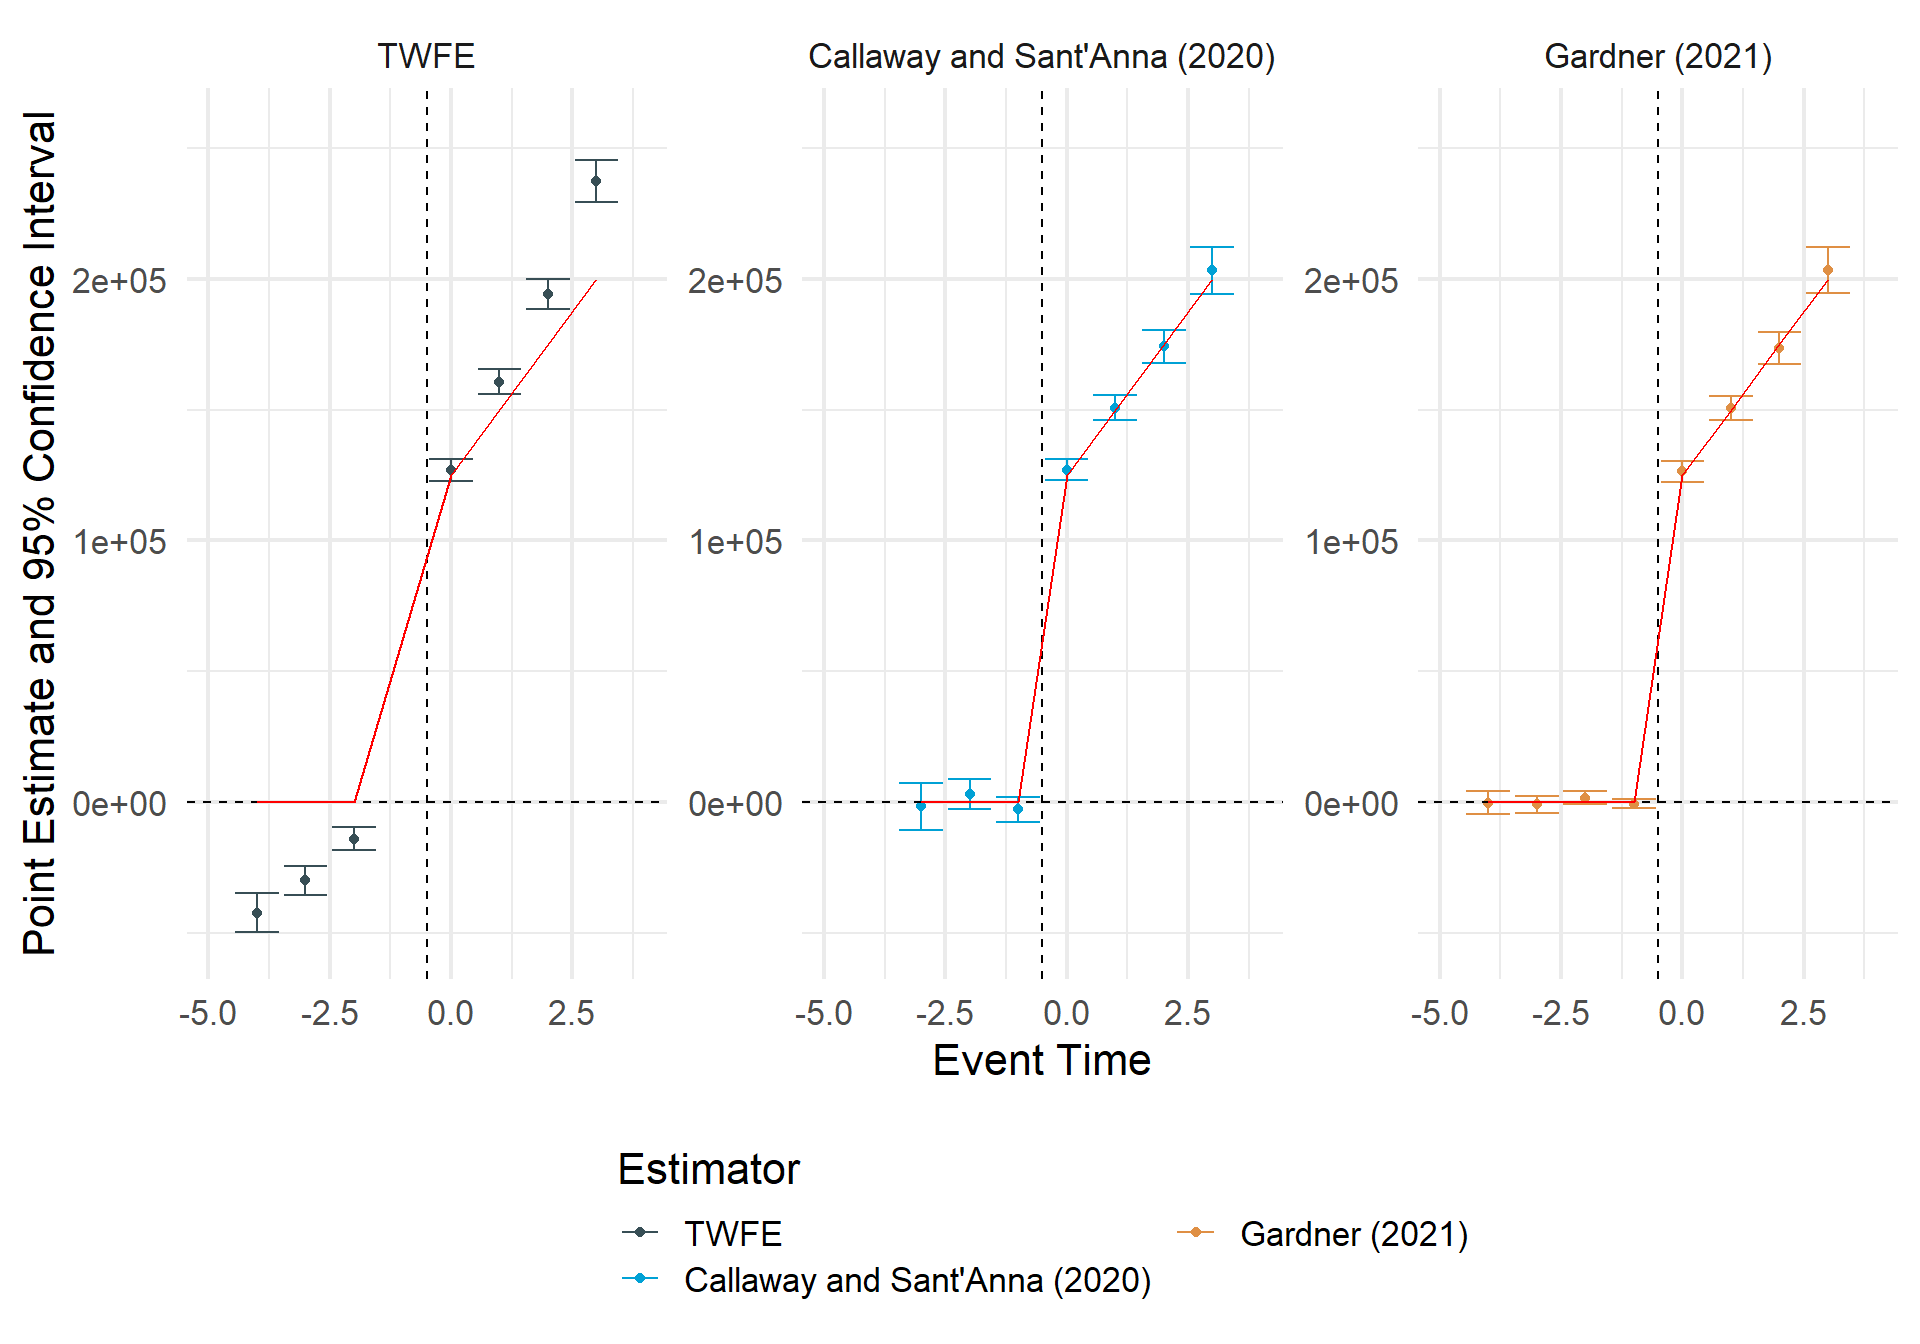 TWFE
Callaway and Sant'Anna (2020)
Gardner (2021)
Point Estimate and 95% Confidence Interval
2e+05
1e+05
0e+00
2e+05
1e+05
0e+00
2e+05
1e+05
0e+00
-5.0 -2.5 0.0 2.5
-5.0 -2.5 0.0 2.5
-5.0 -2.5 0.0 2.5
Event Time
Estimator
TWFE
Callaway and Sant'Anna (2020)
Gardner (2021)